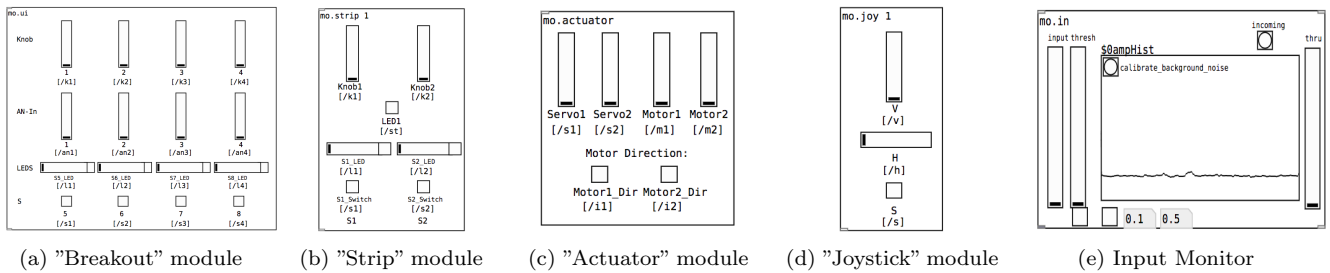 mo.ui
Knob
1 2 3 4
[/k1] [/k2] [/k3] [/k4]
AN-In
1 2 3 4
[/an1] [/an2] [/an3] [/an4]
LEDS
S5_LED S6_LED S7_LED S8_LED
[/l1] [/l2] [/l3] [/l4]
S
5 6 7 8
[/s1] [/s2] [/s3] [/s4]
(a) ”Breakout” module
mo.strip 1
Knob1 Knob2
[/k1] [/k2]
LED1
[/st]
S1_LED S2_LED
[/l1] [/l2]
S1_Switch S2_Switch
[/s1] [/s2]
S1 S2
(b) ”Strip” module
mo.actuator
Servo1 Servo2 Motor1 Motor2
[/s1] [/s2] [/m1] [/m2]
Motor Direction:
Motor1_Dir Motor2_Dir
[/i1] [/i2]
(c) ”Actuator” module
mo.joy 1
V
[/v]
H
[/h]
S
[/s]
(d) ”Joystick” module
mo.in
incoming
input thresh thru
$0ampHist
calibrate_background_noise
0.1 0.5
(e) Input Monitor